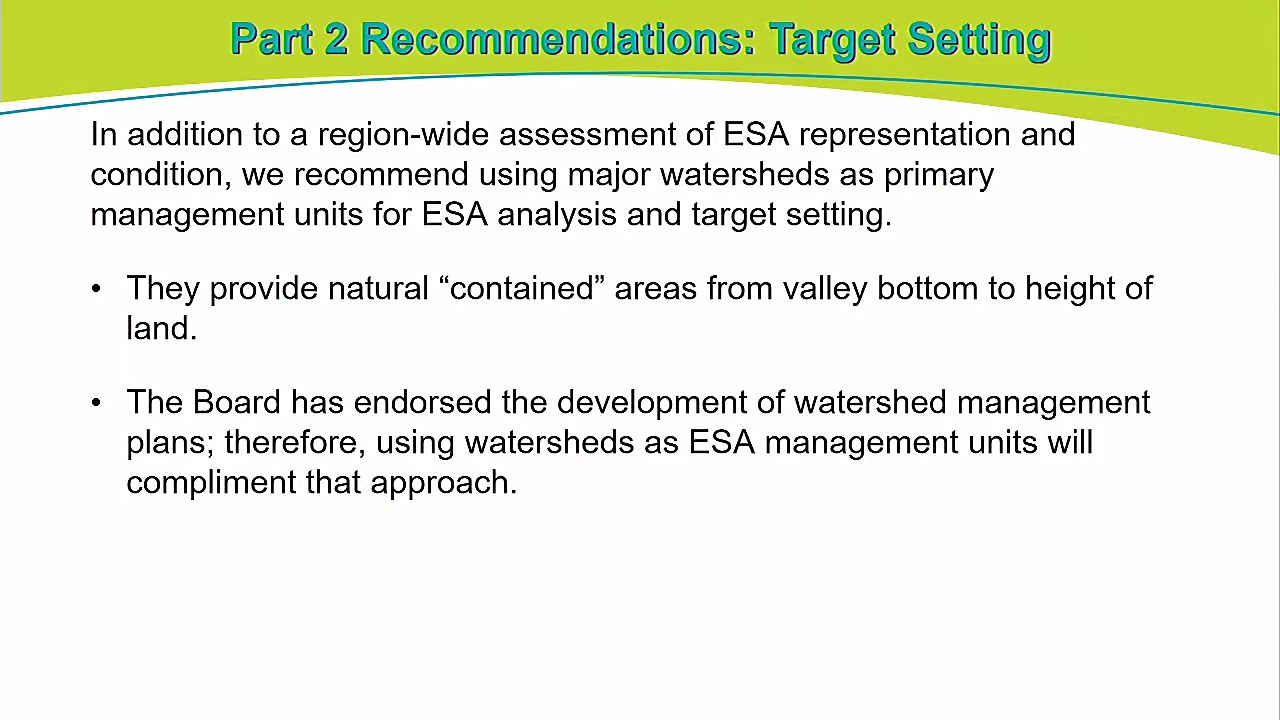 Part 2 Recommendations: Target Setting
In addition to a region-wide assessment of ESA representation and
condition, we recommend using major watersheds as primary
management units for ESA analysis and target setting.
• They provide natural “contained” areas from valley bottom to height of
land.
• The Board has endorsed the development of watershed management
plans; therefore, using watersheds as ESA management units will
compliment that approach.